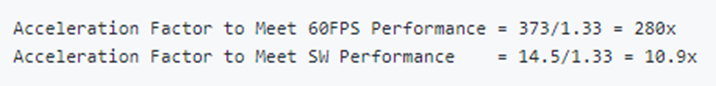 Acceleration Factor to Meet 60FPS Performance = 373/1.33 = 280x
Acceleration Factor to Meet SW Performance = 14.5/1.33 = 10.9x